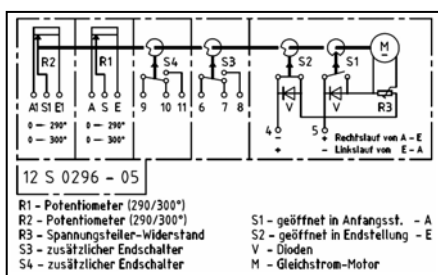 R2 R1 S4 S3 S2 S1 M
V V R3
A1 S1 E1 A S E 9 10 11 6 7 8 4 5
0 – 290° 0 – 290° – + Rechtslauf von A - E
0 – 300° 0 – 300° + – Linkslauf von E - A
12 S 0296 - 05
R1 - Potentiometer (290/300°)
R2 - Potentiometer (290/300°)
R3 - Spannungsteiler-Widerstand
S3 - zusätzlicher Endschalter
S4 - zusätzlicher Endschalter
S1 - geöffnet in Anfangsst. - A
S2 - geöffnet in Endstellung - E
V - Dioden
M - Gleichstrom-Motor